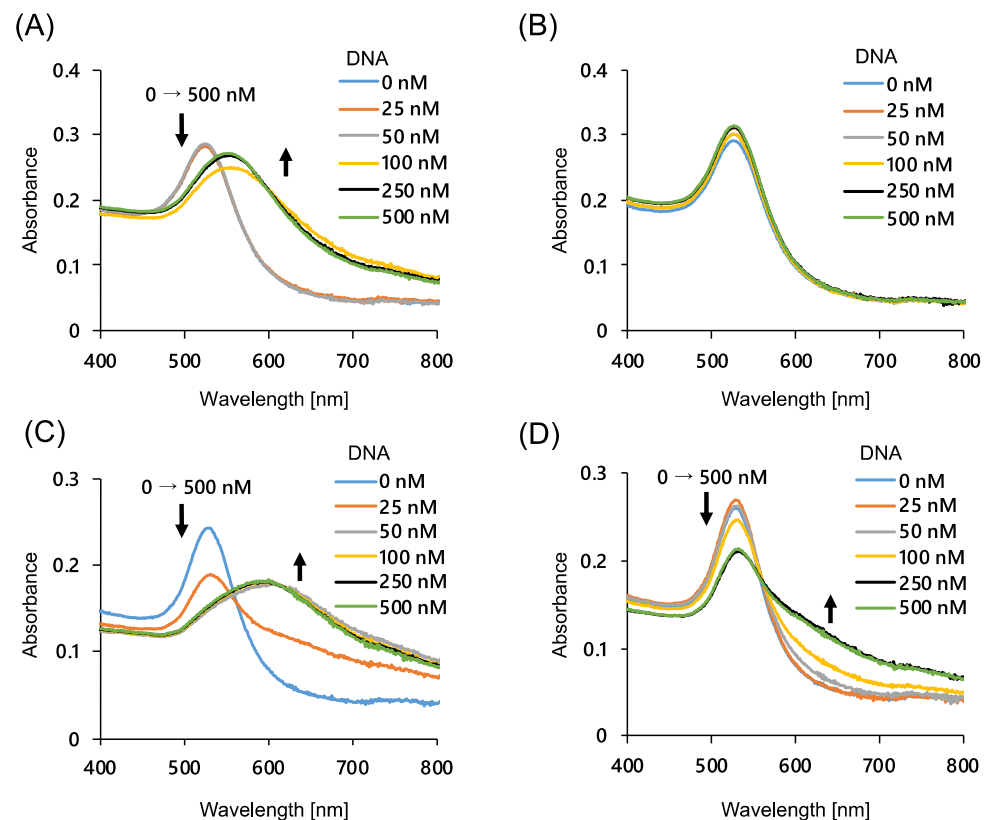 (A)
DNA
0 → 500 nM
0 nM
25 nM
50 nM
100 nM
250 nM
500 nM
Absorbance
0.4
0.3
0.2
0.1
0
400 500 600 700 800
Wavelength [nm]
(B)
DNA
0 nM
25 nM
50 nM
100 nM
250 nM
500 nM
Absorbance
0.4
0.3
0.2
0.1
0
400 500 600 700 800
Wavelength [nm]
(C)
DNA
0 → 500 nM
0 nM
25 nM
50 nM
100 nM
250 nM
500 nM
Absorbance
0.3
0.2
0.1
0
400 500 600 700 800
Wavelength [nm]
(D)
DNA
0 → 500 nM
0 nM
25 nM
50 nM
100 nM
250 nM
500 nM
Absorbance
0.3
0.2
0.1
0
400 500 600 700 800
Wavelength [nm]